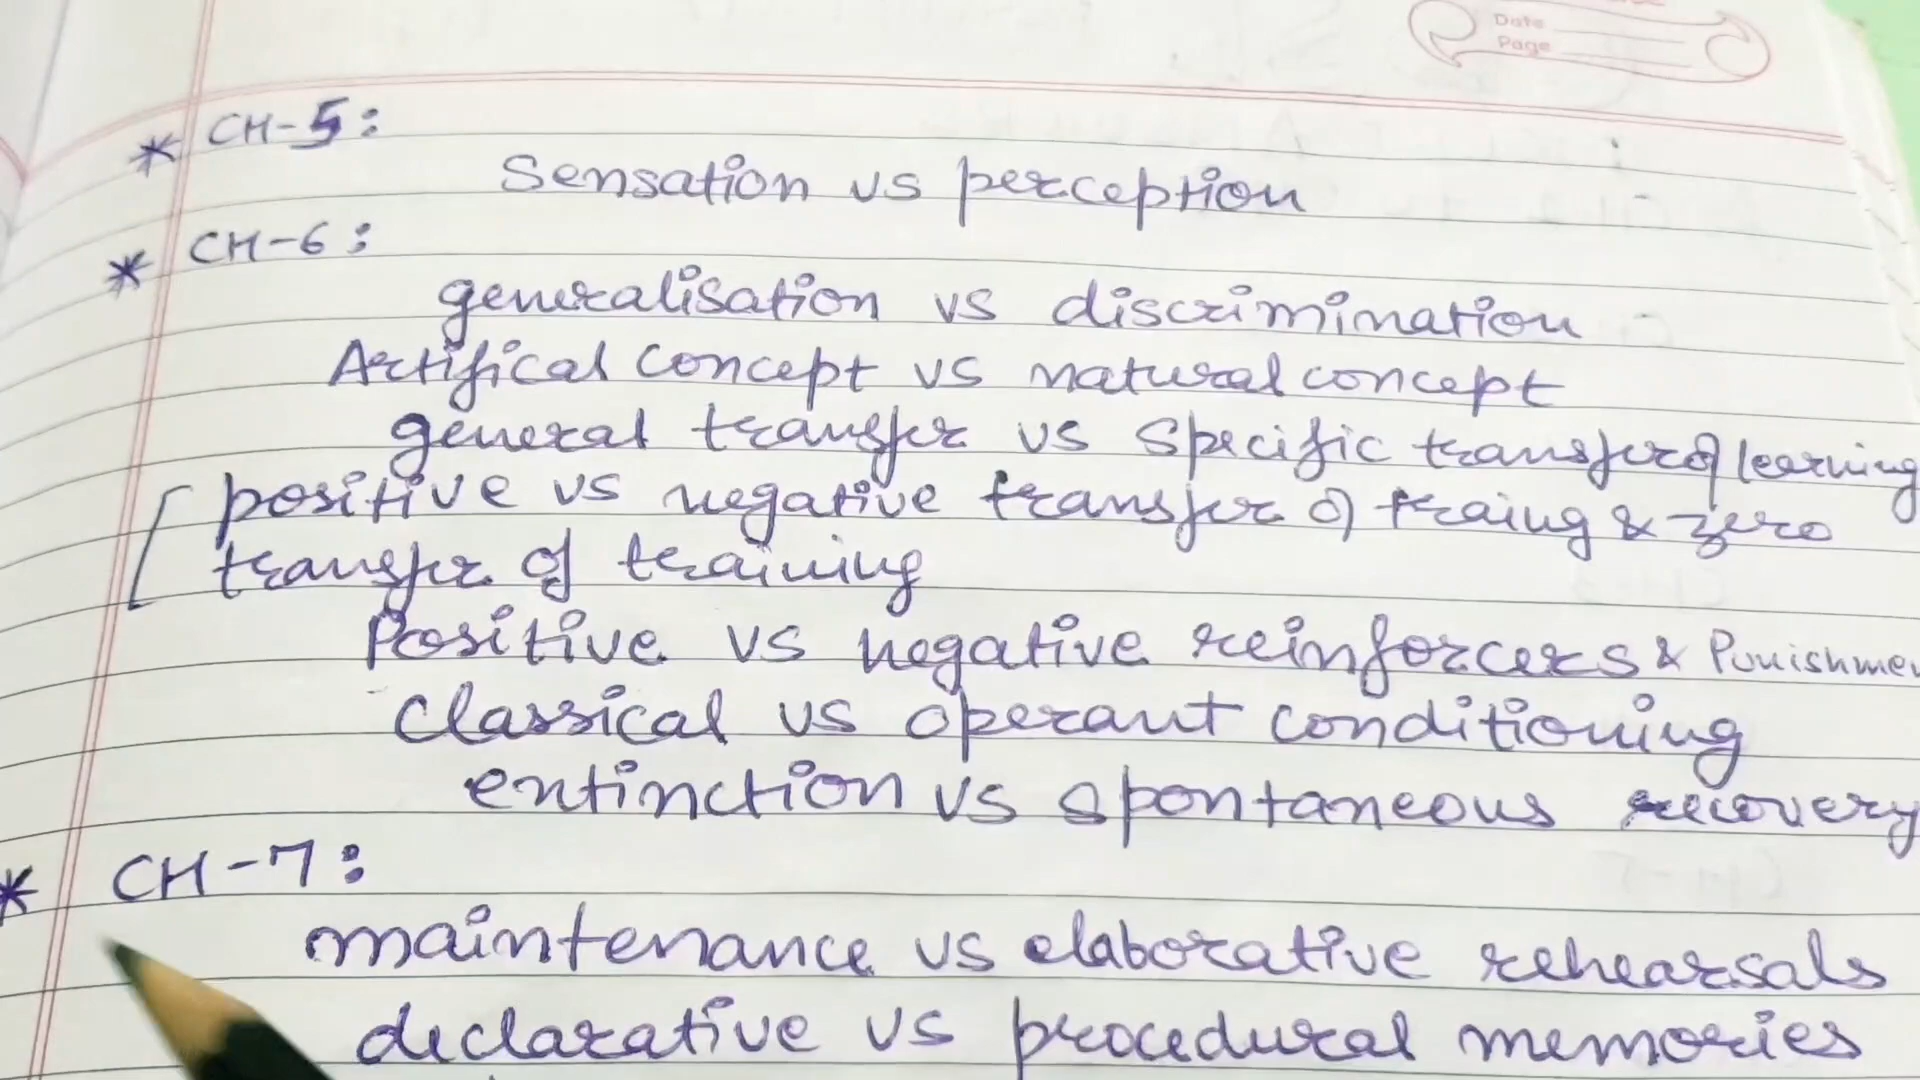 Date
Page
* CH-5:
Sensation vs perception
* CH-6:
generalisation vs discrimination
Artifical concept vs natural concept
general transfer vs specific transfer of learning
positive vs negative transfer of traing & zero
transfer of training
Positive vs negative reinforcers & Punishmen
Classical vs operant conditioning
extinction vs spontaneous recovery
* CH-7:
maintenance vs elaborative rehearsals
declarative vs procedural memories